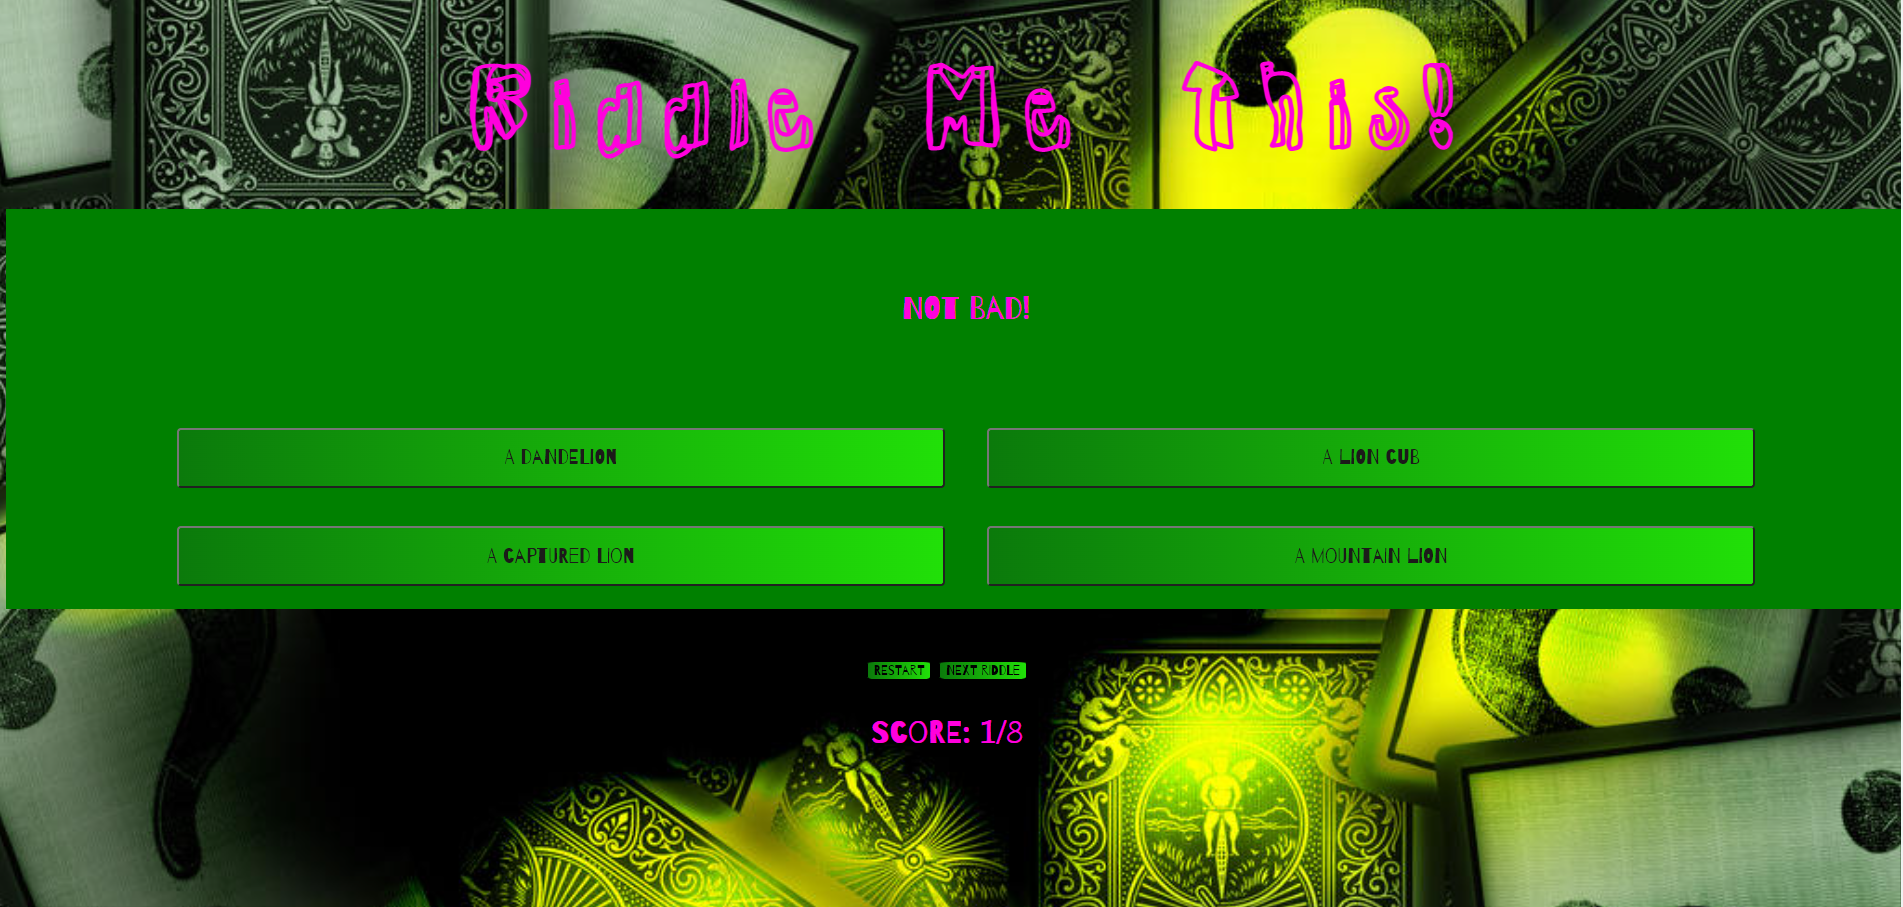 Riddle Me This!
NOT BAD!
A DANDELION
A LION CUB
A CAPTURED LION
A MOUNTAIN LION
RESTART
NEXT RIDDLE
SCORE: 1/8